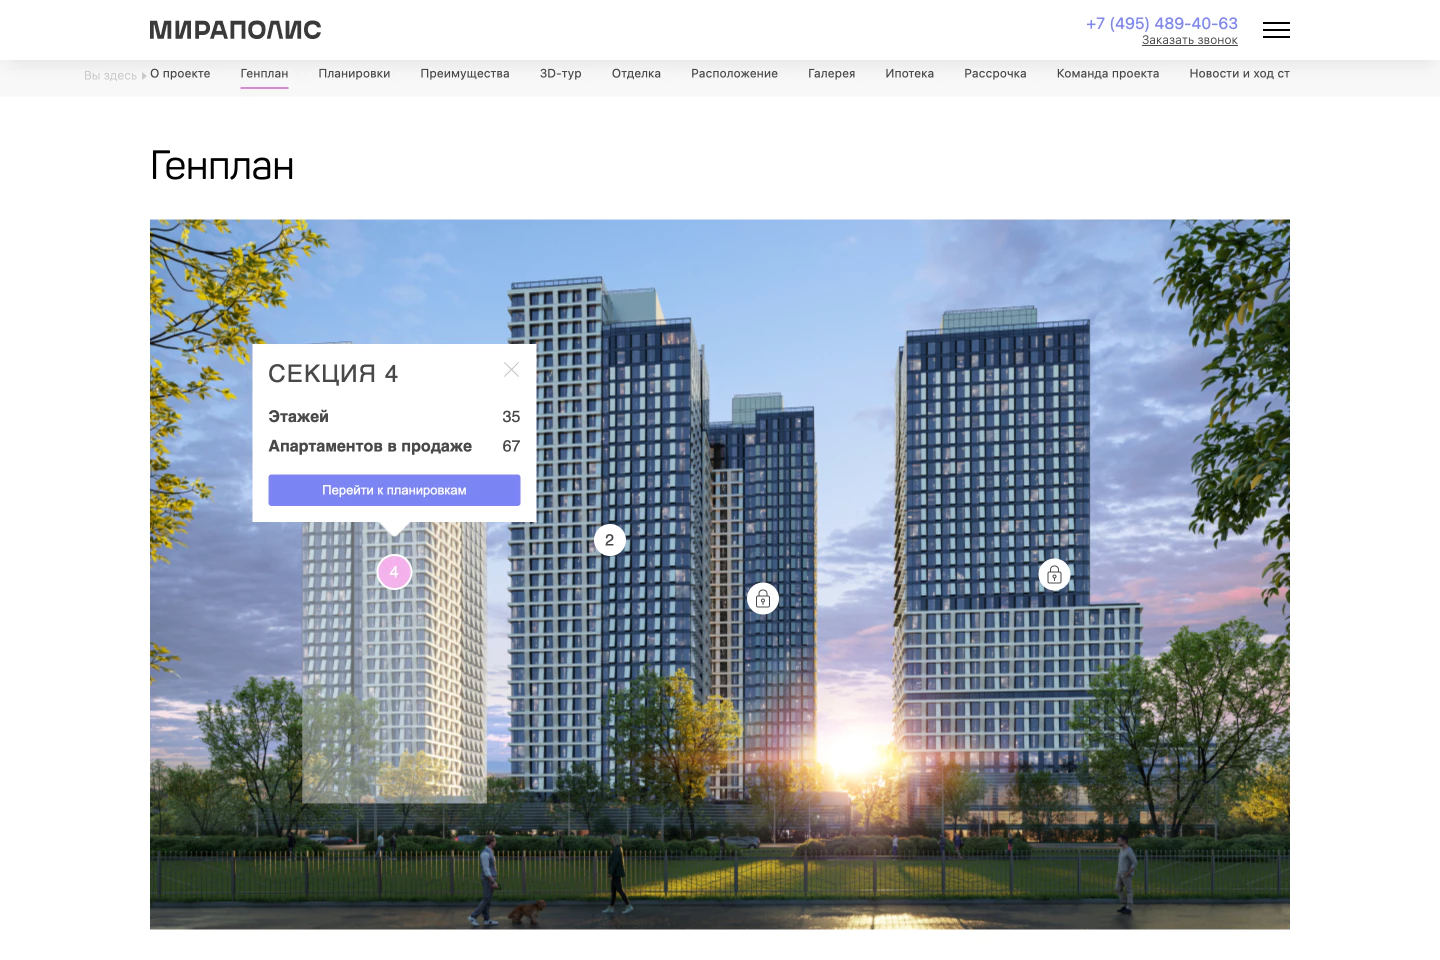 МИРАПОЛИС
+7 (495) 489-40-63
Заказать звонок
Вы здесь
О проекте
Генплан
Планировки
Преимущества
3D-тур
Отделка
Расположение
Галерея
Ипотека
Рассрочка
Команда проекта
Новости и ход ст
Генплан
СЕКЦИЯ 4
Этажей 35
Апартаментов в продаже 67
Перейти к планировкам
2
4